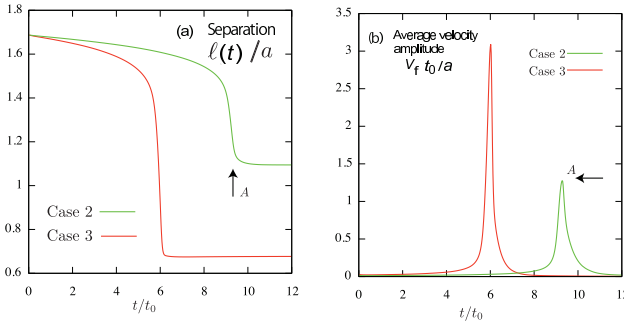 (a) Separation
ℓ(t) /a
1.8
1.6
1.4
1.2
1
0.8
0.6
A
Case 2
Case 3
0 2 4 6 8 10 12
t/t₀
(b) Average velocity
amplitude
V_f t₀/a
3.5
3
2.5
2
1.5
1
0.5
0
Case 2
Case 3
A
0 2 4 6 8 10 12
t/t₀